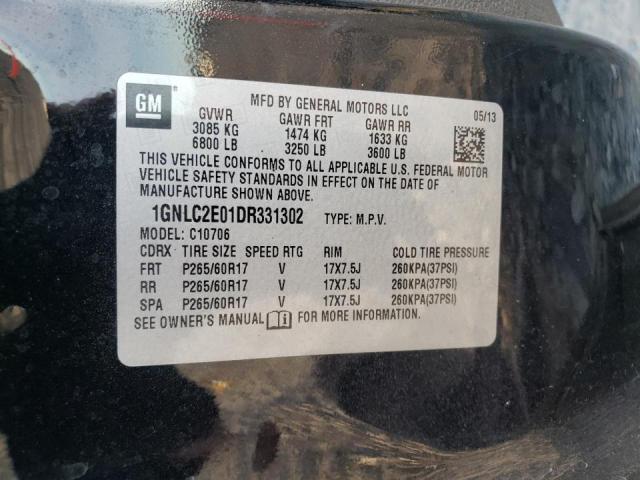 GM
MFD BY GENERAL MOTORS LLC
05/13
GVWR GAWR FRT GAWR RR
3085 KG 1474 KG 1633 KG
6800 LB 3250 LB 3600 LB
THIS VEHICLE CONFORMS TO ALL APPLICABLE U.S. FEDERAL MOTOR
VEHICLE SAFETY STANDARDS IN EFFECT ON THE DATE OF
MANUFACTURE SHOWN ABOVE.
1GNLC2E01DR331302 TYPE: M.P.V.
MODEL: C10706
CDRX TIRE SIZE SPEED RTG RIM COLD TIRE PRESSURE
FRT P265/60R17 V 17X7.5J 260KPA(37PSI)
RR P265/60R17 V 17X7.5J 260KPA(37PSI)
SPA P265/60R17 V 17X7.5J 260KPA(37PSI)
SEE OWNER'S MANUAL i FOR MORE INFORMATION.